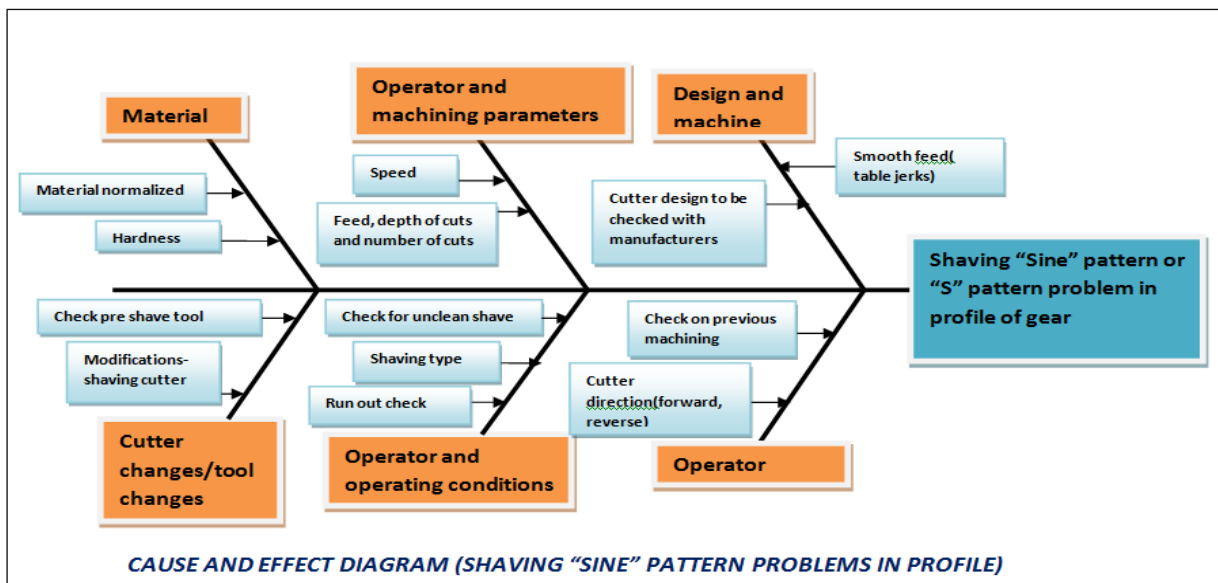 Material
Operator and
machining parameters
Design and
machine
Smooth feed(
table jerks)
Speed
Material normalized
Cutter design to be
checked with
manufacturers
Feed, depth of cuts
and number of cuts
Hardness
Shaving “Sine” pattern or
“S” pattern problem in
profile of gear
Check pre shave tool
Check for unclean shave
Check on previous
machining
Modifications-
shaving cutter
Shaving type
Cutter
direction(forward,
reverse)
Run out check
Cutter
changes/tool
changes
Operator and
operating conditions
Operator
CAUSE AND EFFECT DIAGRAM (SHAVING “SINE” PATTERN PROBLEMS IN PROFILE)